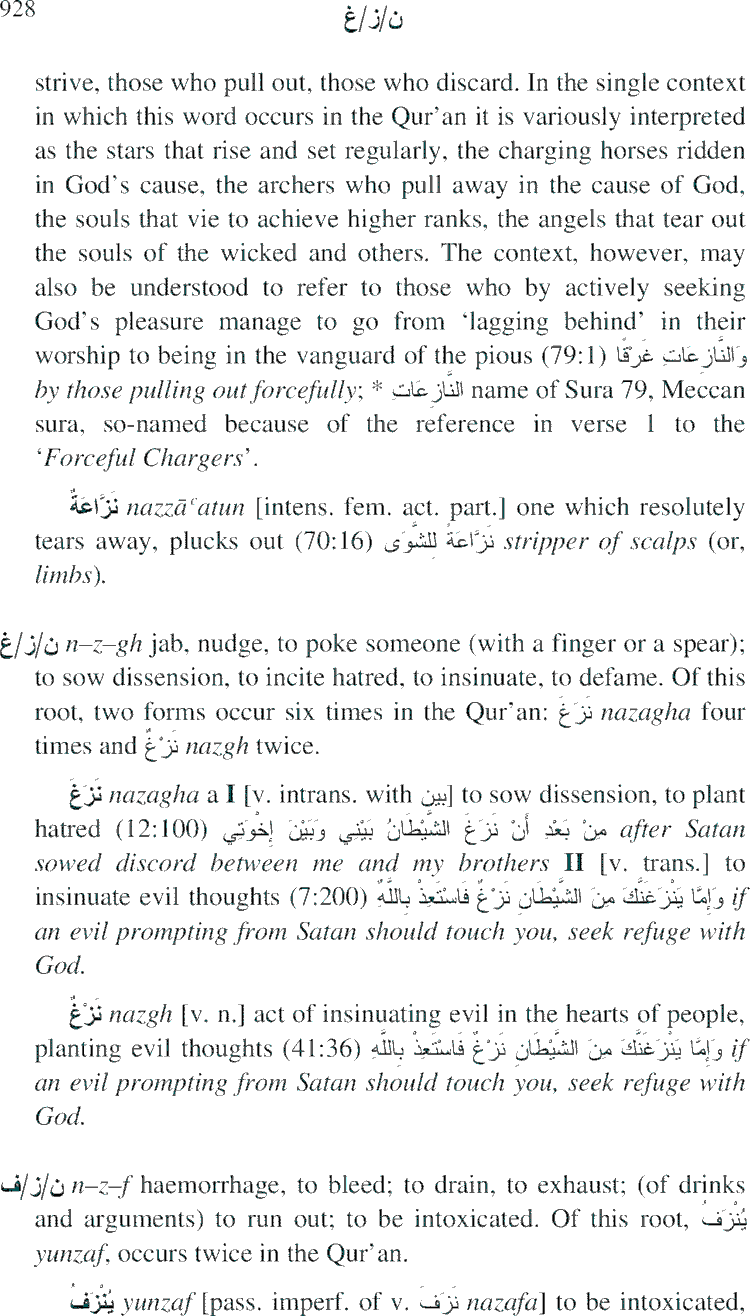 928
ن/ز/غ
strive, those who pull out, those who discard. In the single context
in which this word occurs in the Qur’an it is variously interpreted
as the stars that rise and set regularly, the charging horses ridden
in God’s cause, the archers who pull away in the cause of God,
the souls that vie to achieve higher ranks, the angels that tear out
the souls of the wicked and others. The context, however, may
also be understood to refer to those who by actively seeking
God’s pleasure manage to go from ‘lagging behind’ in their
worship to being in the vanguard of the pious (79:1) وَالنَّازِعَاتِ غَرْقًا
by those pulling out forcefully; * النَّازِعَاتِ name of Sura 79, Meccan
sura, so-named because of the reference in verse 1 to the
‘Forceful Chargers’.
نَزَّاعَةٌ nazzāʿatun [intens. fem. act. part.] one which resolutely
tears away, plucks out (70:16) نَزَّاعَةً لِلشَّوَى stripper of scalps (or,
limbs).
ن/ز/غ n–z–gh jab, nudge, to poke someone (with a finger or a spear);
to sow dissension, to incite hatred, to insinuate, to defame. Of this
root, two forms occur six times in the Qur’an: نَزَغَ nazagha four
times and نَزْغٌ nazgh twice.
نَزَغَ nazagha a I [v. intrans. with بين] to sow dissension, to plant
hatred (12:100) مِنْ بَعْدِ أَنْ نَزَغَ الشَّيْطَانُ بَيْنِي وَبَيْنَ إِخْوَتِي after Satan
sowed discord between me and my brothers II [v. trans.] to
insinuate evil thoughts (7:200) وَإِمَّا يَنْزَغَنَّكَ مِنَ الشَّيْطَانِ نَزْغٌ فَاسْتَعِذْ بِاللَّهِ if
an evil prompting from Satan should touch you, seek refuge with
God.
نَزْغٌ nazgh [v. n.] act of insinuating evil in the hearts of people,
planting evil thoughts (41:36) وَإِمَّا يَنْزَغَنَّكَ مِنَ الشَّيْطَانِ نَزْغٌ فَاسْتَعِذْ بِاللَّهِ if
an evil prompting from Satan should touch you, seek refuge with
God.
ن/ز/ف n–z–f haemorrhage, to bleed; to drain, to exhaust; (of drinks
and arguments) to run out; to be intoxicated. Of this root, يُنْزَفُ
yunzaf, occurs twice in the Qur’an.
يُنْزَفُ yunzaf [pass. imperf. of v. نَزَفَ nazafa] to be intoxicated,